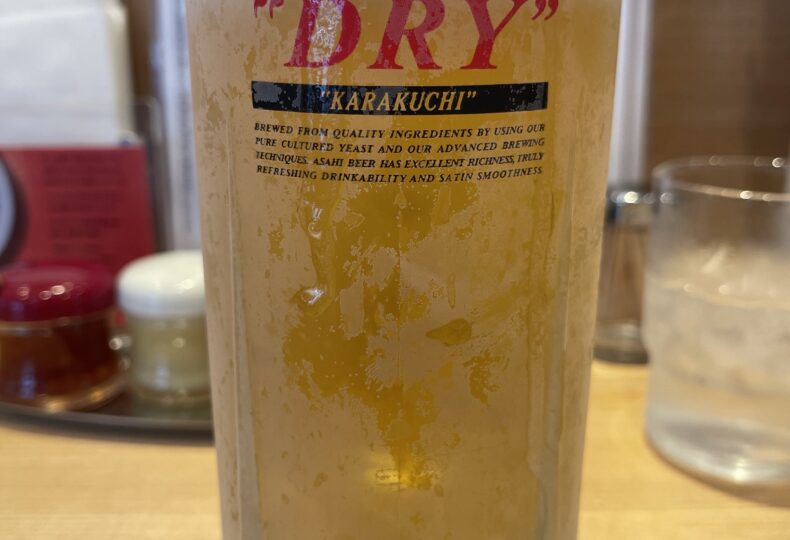 "DRY"
"KARAKUCHI"
BREWED FROM QUALITY INGREDIENTS BY USING OUR
PURE CULTURED YEAST AND OUR ADVANCED BREWING
TECHNIQUES. ASAHI BEER HAS EXCELLENT RICHNESS, TRULY
REFRESHING DRINKABILITY AND SATIN SMOOTHNESS.